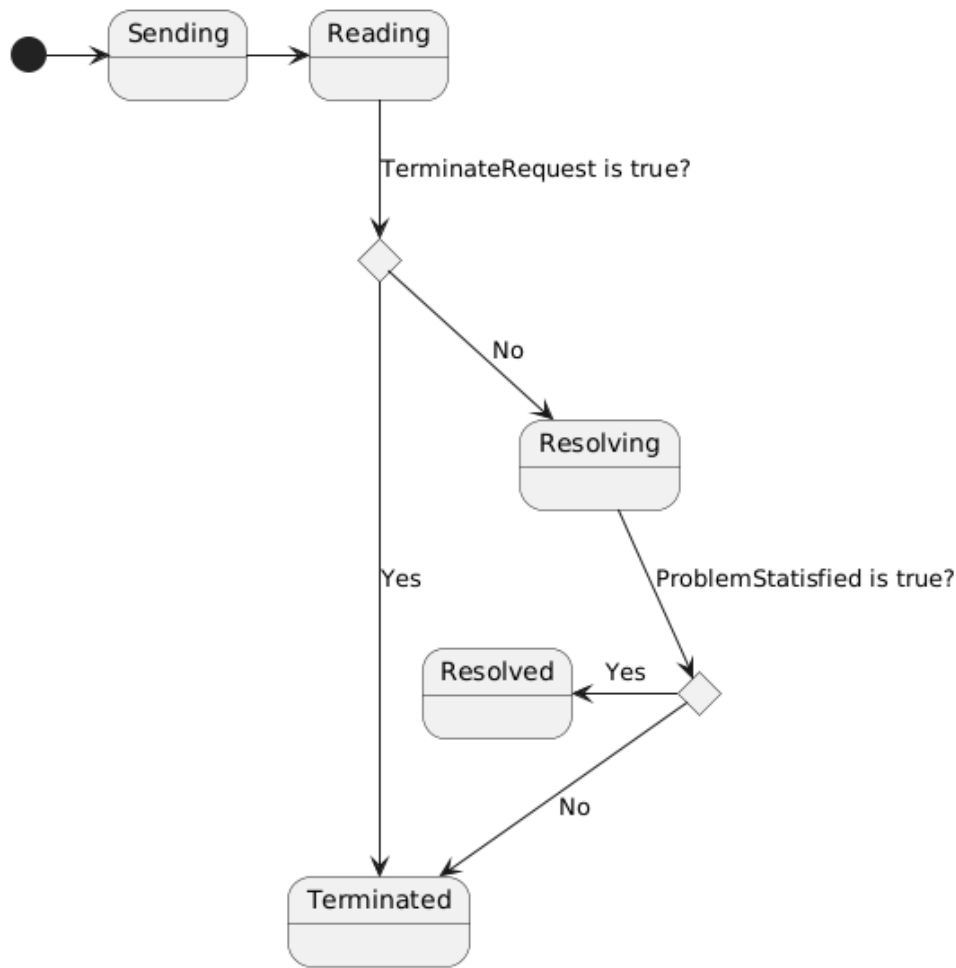 Sending
Reading
TerminateRequest is true?
No
Resolving
Yes
ProblemStatisfied is true?
Resolved
Yes
No
Terminated